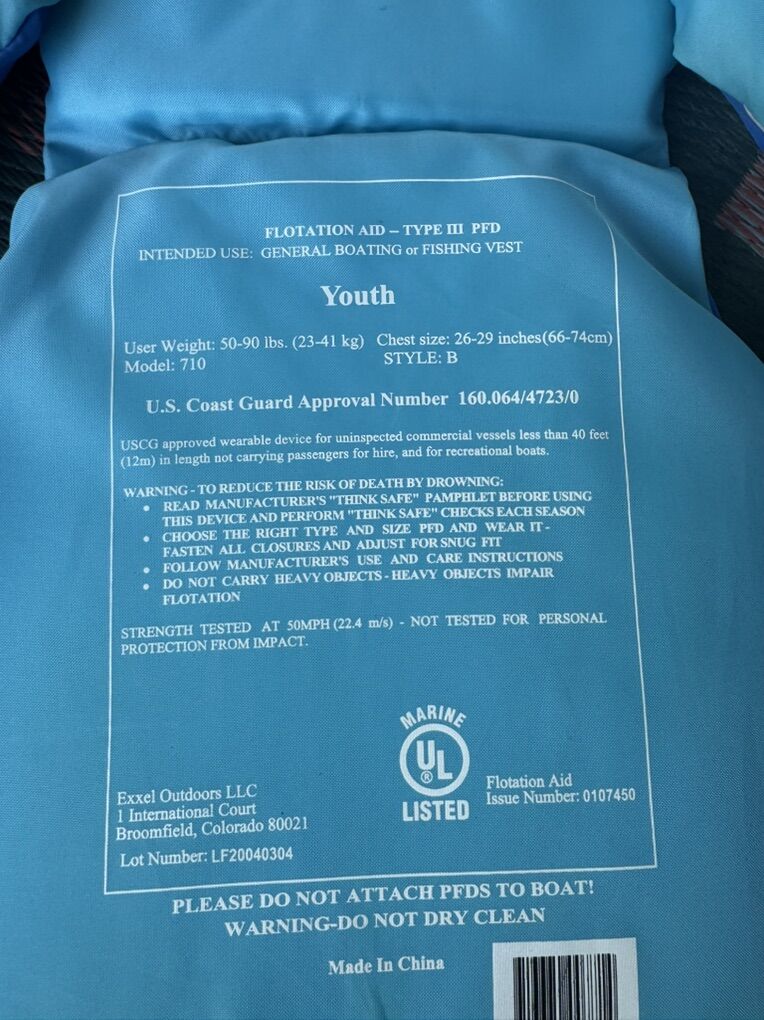 FLOTATION AID – TYPE III PFD
INTENDED USE: GENERAL BOATING or FISHING VEST
Youth
User Weight: 50-90 lbs. (23-41 kg) Chest size: 26-29 inches(66-74cm)
Model: 710 STYLE: B
U.S. Coast Guard Approval Number 160.064/4723/0
USCG approved wearable device for uninspected commercial vessels less than 40 feet
(12m) in length not carrying passengers for hire, and for recreational boats.
WARNING - TO REDUCE THE RISK OF DEATH BY DROWNING:
• READ MANUFACTURER'S "THINK SAFE" PAMPHLET BEFORE USING
THIS DEVICE AND PERFORM "THINK SAFE" CHECKS EACH SEASON
• CHOOSE THE RIGHT TYPE AND SIZE PFD AND WEAR IT -
FASTEN ALL CLOSURES AND ADJUST FOR SNUG FIT
• FOLLOW MANUFACTURER'S USE AND CARE INSTRUCTIONS
• DO NOT CARRY HEAVY OBJECTS - HEAVY OBJECTS IMPAIR
FLOTATION
STRENGTH TESTED AT 50MPH (22.4 m/s) - NOT TESTED FOR PERSONAL
PROTECTION FROM IMPACT.
MARINE
UL®
LISTED
Flotation Aid
Issue Number: 0107450
Exxel Outdoors LLC
1 International Court
Broomfield, Colorado 80021
Lot Number: LF20040304
PLEASE DO NOT ATTACH PFDS TO BOAT!
WARNING-DO NOT DRY CLEAN
Made In China